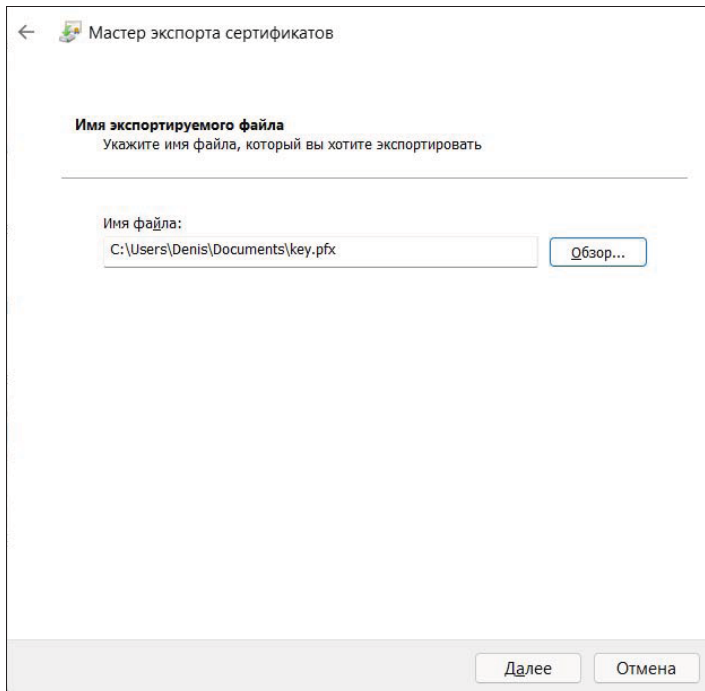 Мастер экспорта сертификатов
Имя экспортируемого файла
Укажите имя файла, который вы хотите экспортировать
Имя файла:
C:\Users\Denis\Documents\key.pfx
Обзор...
Далее
Отмена